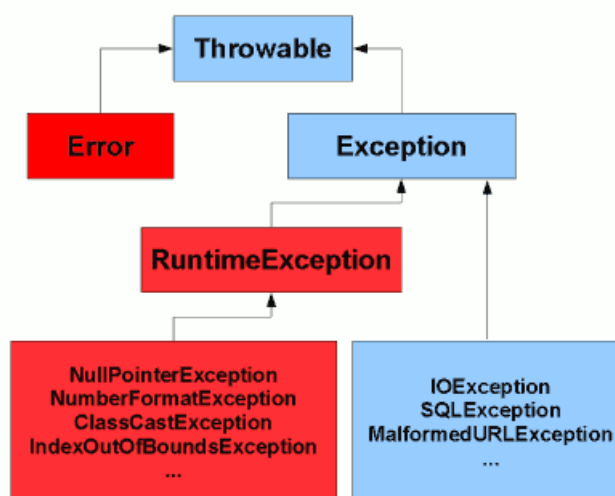 Throwable
Error
Exception
RuntimeException
NullPointerException
NumberFormatException
ClassCastException
IndexOutOfBoundsException
...
IOException
SQLException
MalformedURLException
...